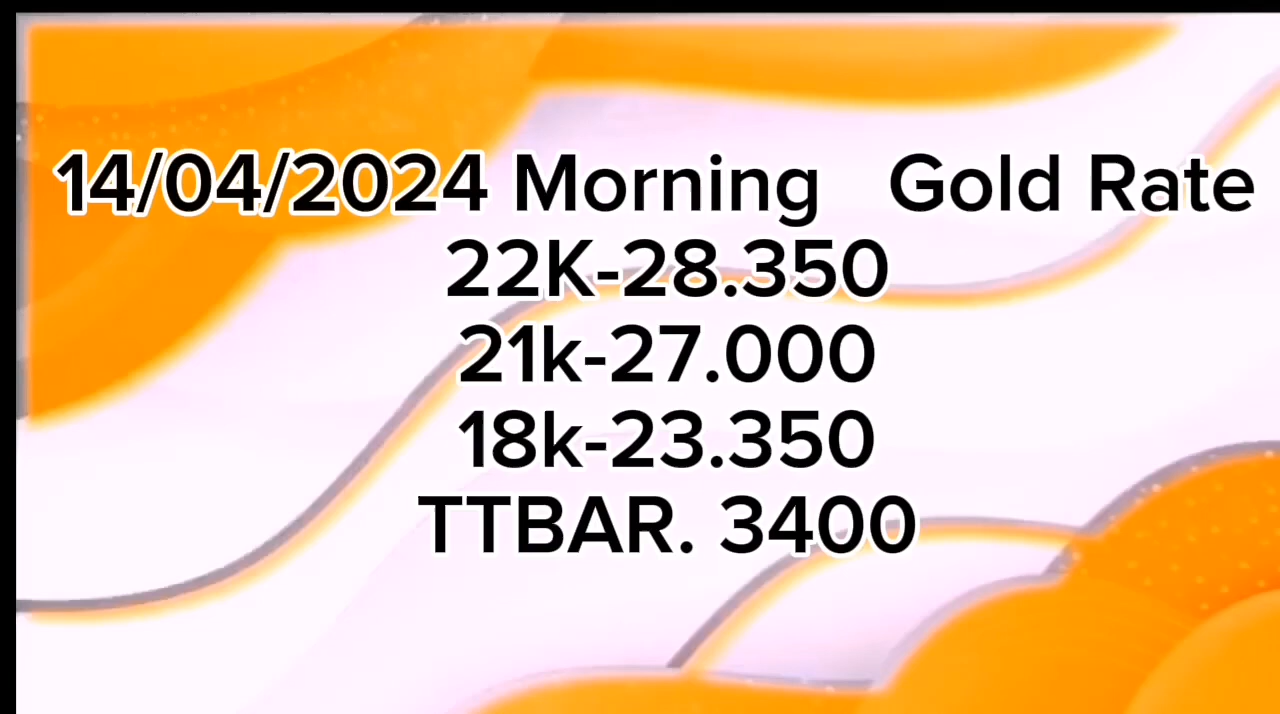 14/04/2024 Morning Gold Rate
22K-28.350
21k-27.000
18k-23.350
TTBAR. 3400